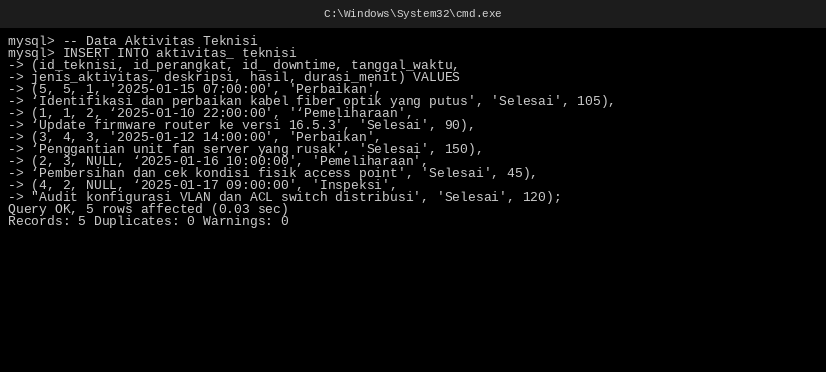 C:\Windows\System32\cmd.exe
mysql> -- Data Aktivitas Teknisi
mysql> INSERT INTO aktivitas_ teknisi
-> (id_teknisi, id_perangkat, id_ downtime, tanggal_waktu,
-> jenis_aktivitas, deskripsi, hasil, durasi_menit) VALUES
-> (5, 5, 1, '2025-01-15 07:00:00', 'Perbaikan',
-> ‘Identifikasi dan perbaikan kabel fiber optik yang putus', 'Selesai', 105),
-> (1, 1, 2, ‘2025-01-10 22:00:00', '‘Pemeliharaan',
-> ‘Update firmware router ke versi 16.5.3', 'Selesai', 90),
-> (3, 4, 3, '2025-01-12 14:00:00', 'Perbaikan',
-> ‘Penggantian unit fan server yang rusak', 'Selesai', 150),
-> (2, 3, NULL, ‘2025-01-16 10:00:00', 'Pemeliharaan',
-> ‘Pembersihan dan cek kondisi fisik access point', 'Selesai', 45),
-> (4, 2, NULL, ‘2025-01-17 09:00:00', 'Inspeksi',
-> "Audit konfigurasi VLAN dan ACL switch distribusi', 'Selesai', 120);
Query OK, 5 rows affected (0.03 sec)
Records: 5 Duplicates: 0 Warnings: 0